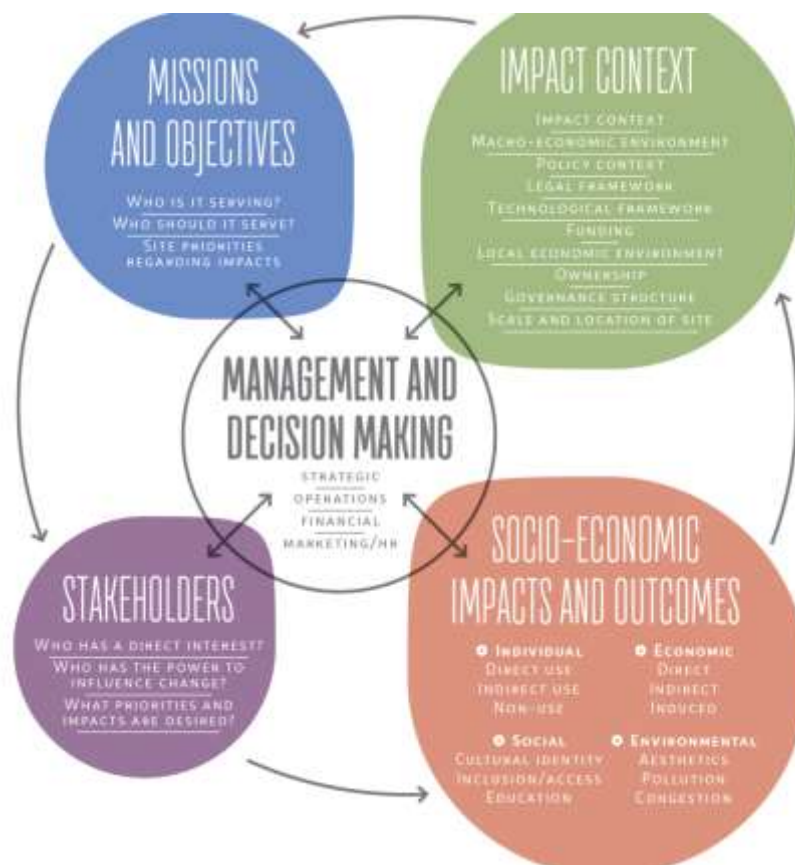 MISSIONS
AND OBJECTIVES
WHO IS IT SERVING?
WHO SHOULD IT SERVE?
SITE PRIORITIES
REGARDING IMPACTS
IMPACT CONTEXT
IMPACT CONTEXT
MACRO-ECONOMIC ENVIRONMENT
POLICY CONTEXT
LEGAL FRAMEWORK
TECHNOLOGICAL FRAMEWORK
FUNDING
LOCAL ECONOMIC ENVIRONMENT
OWNERSHIP
GOVERNANCE STRUCTURE
SCALE AND LOCATION OF SITE
MANAGEMENT AND
DECISION MAKING
STRATEGIC
OPERATIONS
FINANCIAL
MARKETING/HR
STAKEHOLDERS
WHO HAS A DIRECT INTEREST?
WHO HAS THE POWER TO
INFLUENCE CHANGE?
WHAT PRIORITIES AND
IMPACTS ARE DESIRED?
SOCIO-ECONOMIC
IMPACTS AND OUTCOMES
INDIVIDUAL
DIRECT USE
INDIRECT USE
NON-USE
ECONOMIC
DIRECT
INDIRECT
INDUCED
SOCIAL
CULTURAL IDENTITY
INCLUSION/ACCESS
EDUCATION
ENVIRONMENTAL
AESTHETICS
POLLUTION
CONGESTION